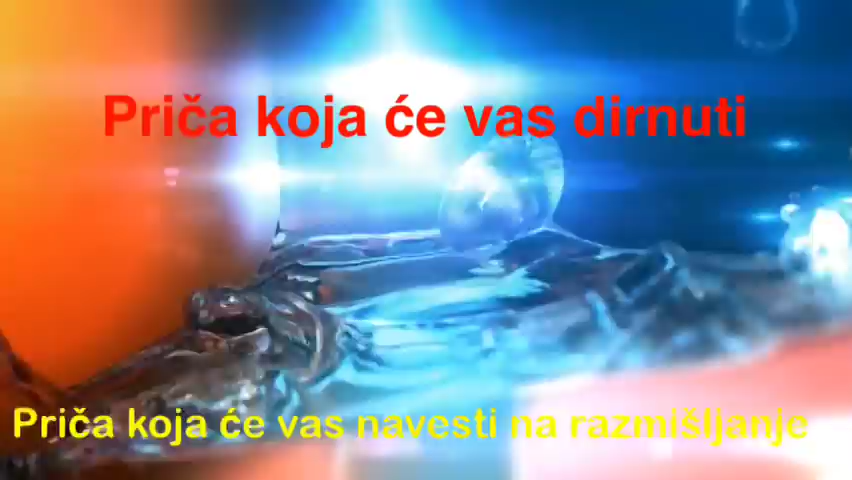 Priča koja će vas dirnuti
Priča koja će vas navesti na razmišljanje